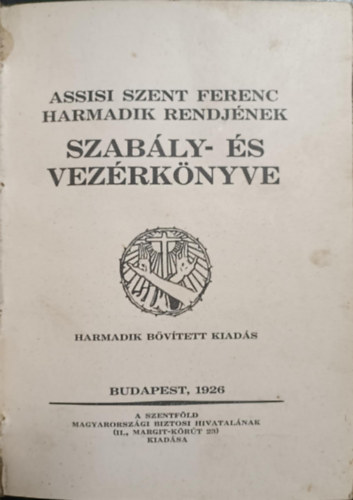 ASSISI SZENT FERENC
HARMADIK RENDJÉNEK
SZABÁLY- ÉS
VEZÉRKÖNYVE
HARMADIK BŐVÍTETT KIADÁS
BUDAPEST, 1926
A SZENTFÖLD
MAGYARORSZÁGI BIZTOSI HIVATALÁNAK
(II., MARGIT-KÖRÚT 23)
KIADÁSA